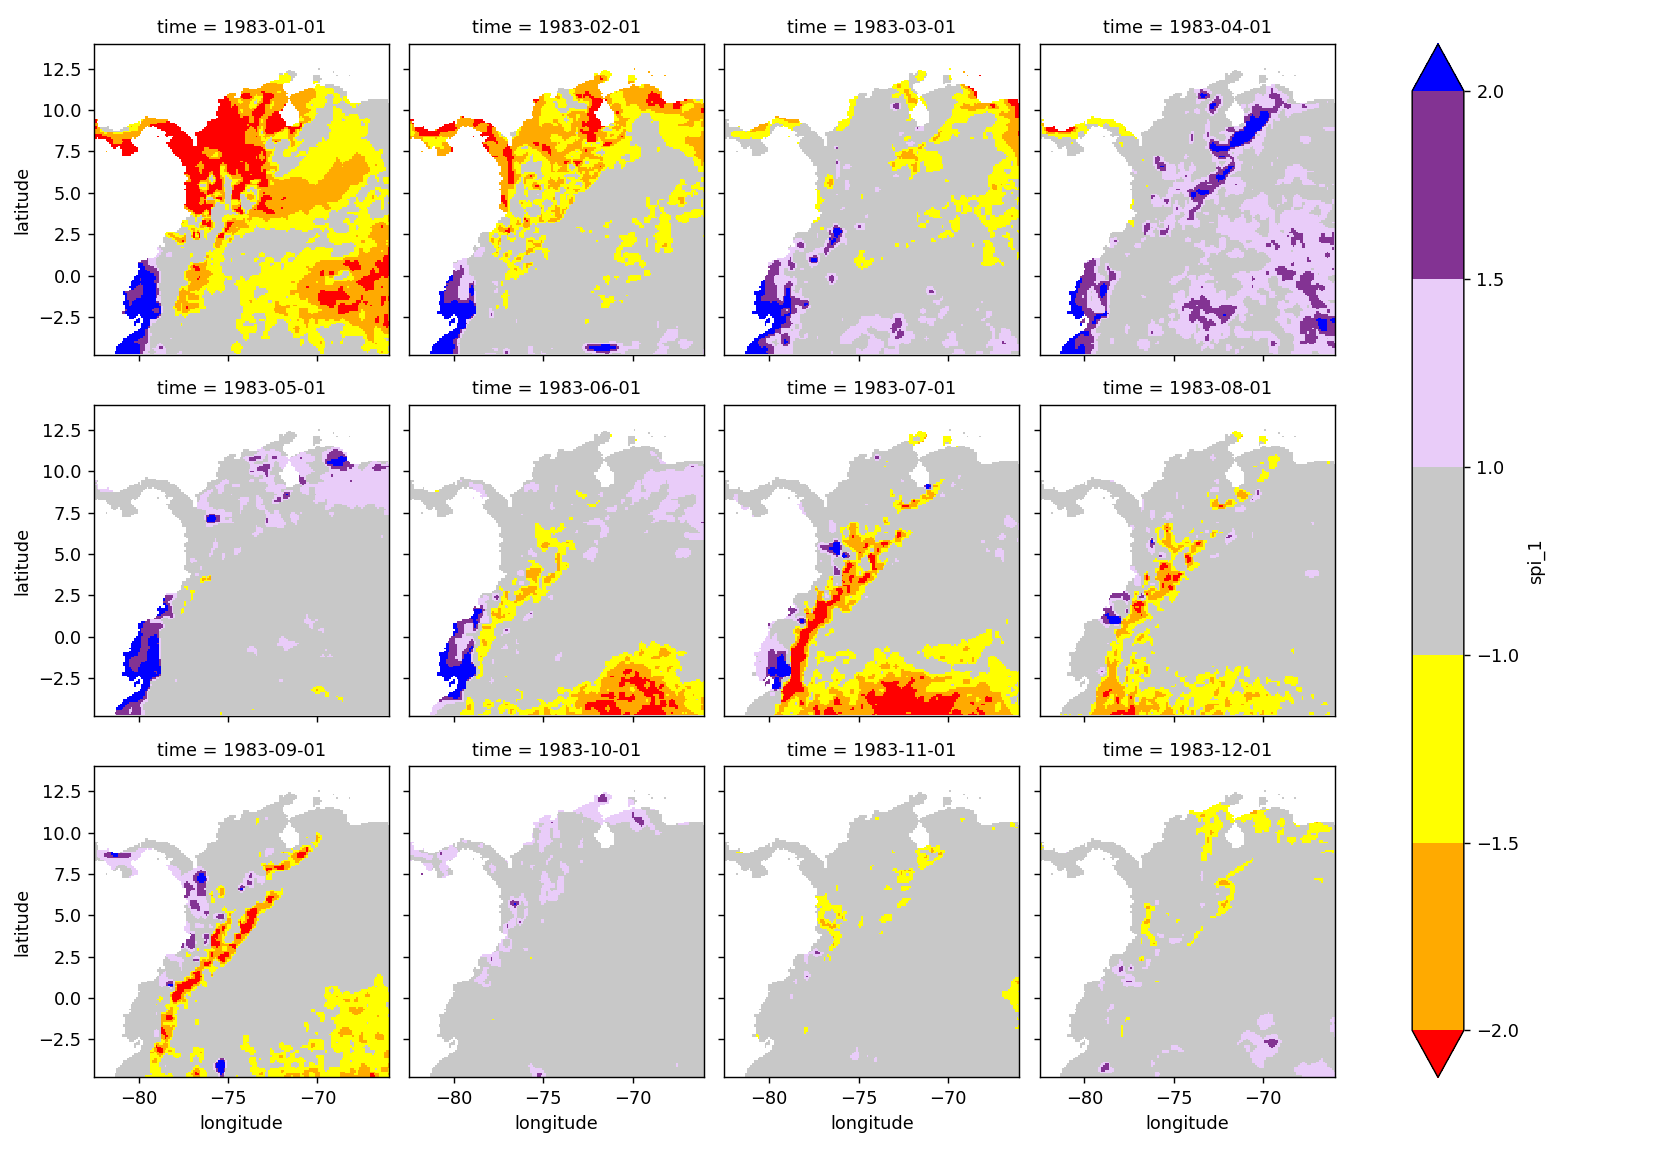 time = 1983-01-01
time = 1983-02-01
time = 1983-03-01
time = 1983-04-01
12.5
10.0
7.5
5.0
2.5
0.0
−2.5
latitude
time = 1983-05-01
time = 1983-06-01
time = 1983-07-01
time = 1983-08-01
12.5
10.0
7.5
5.0
2.5
0.0
−2.5
latitude
time = 1983-09-01
time = 1983-10-01
time = 1983-11-01
time = 1983-12-01
12.5
10.0
7.5
5.0
2.5
0.0
−2.5
latitude
−80 −75 −70
longitude
−80 −75 −70
longitude
−80 −75 −70
longitude
−80 −75 −70
longitude
2.0
1.5
1.0
−1.0
−1.5
−2.0
spi_1